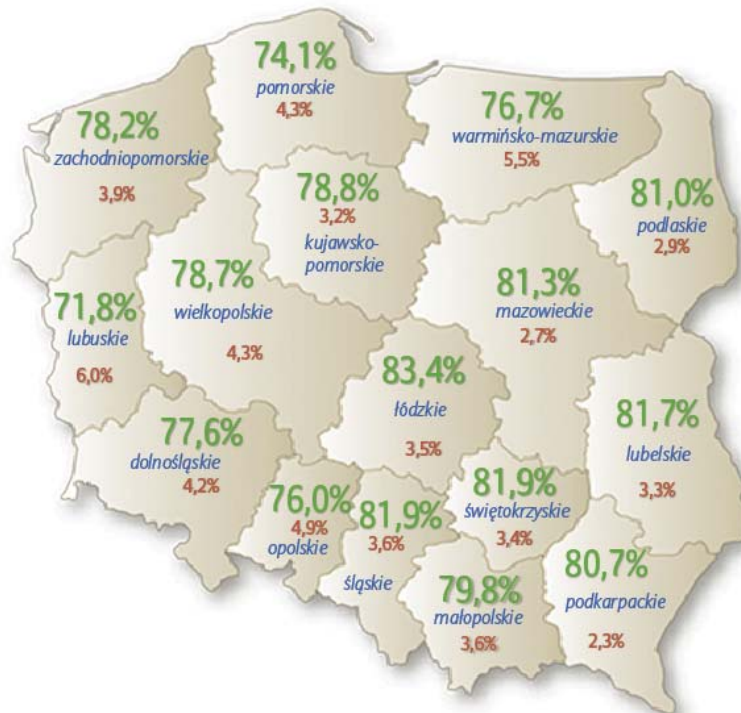 74,1%
pomorskie
4,3%
78,2%
zachodniopomorskie
3,9%
76,7%
warmińsko-mazurskie
5,5%
78,8%
3,2%
kujawsko-
pomorskie
81,0%
podlaskie
2,9%
71,8%
lubuskie
6,0%
78,7%
wielkopolskie
4,3%
81,3%
mazowieckie
2,7%
83,4%
łódzkie
3,5%
77,6%
dolnośląskie
4,2%
81,7%
lubelskie
3,3%
76,0%
4,9%
opolskie
81,9%
3,6%
śląskie
81,9%
świętokrzyskie
3,4%
79,8%
małopolskie
3,6%
80,7%
podkarpackie
2,3%